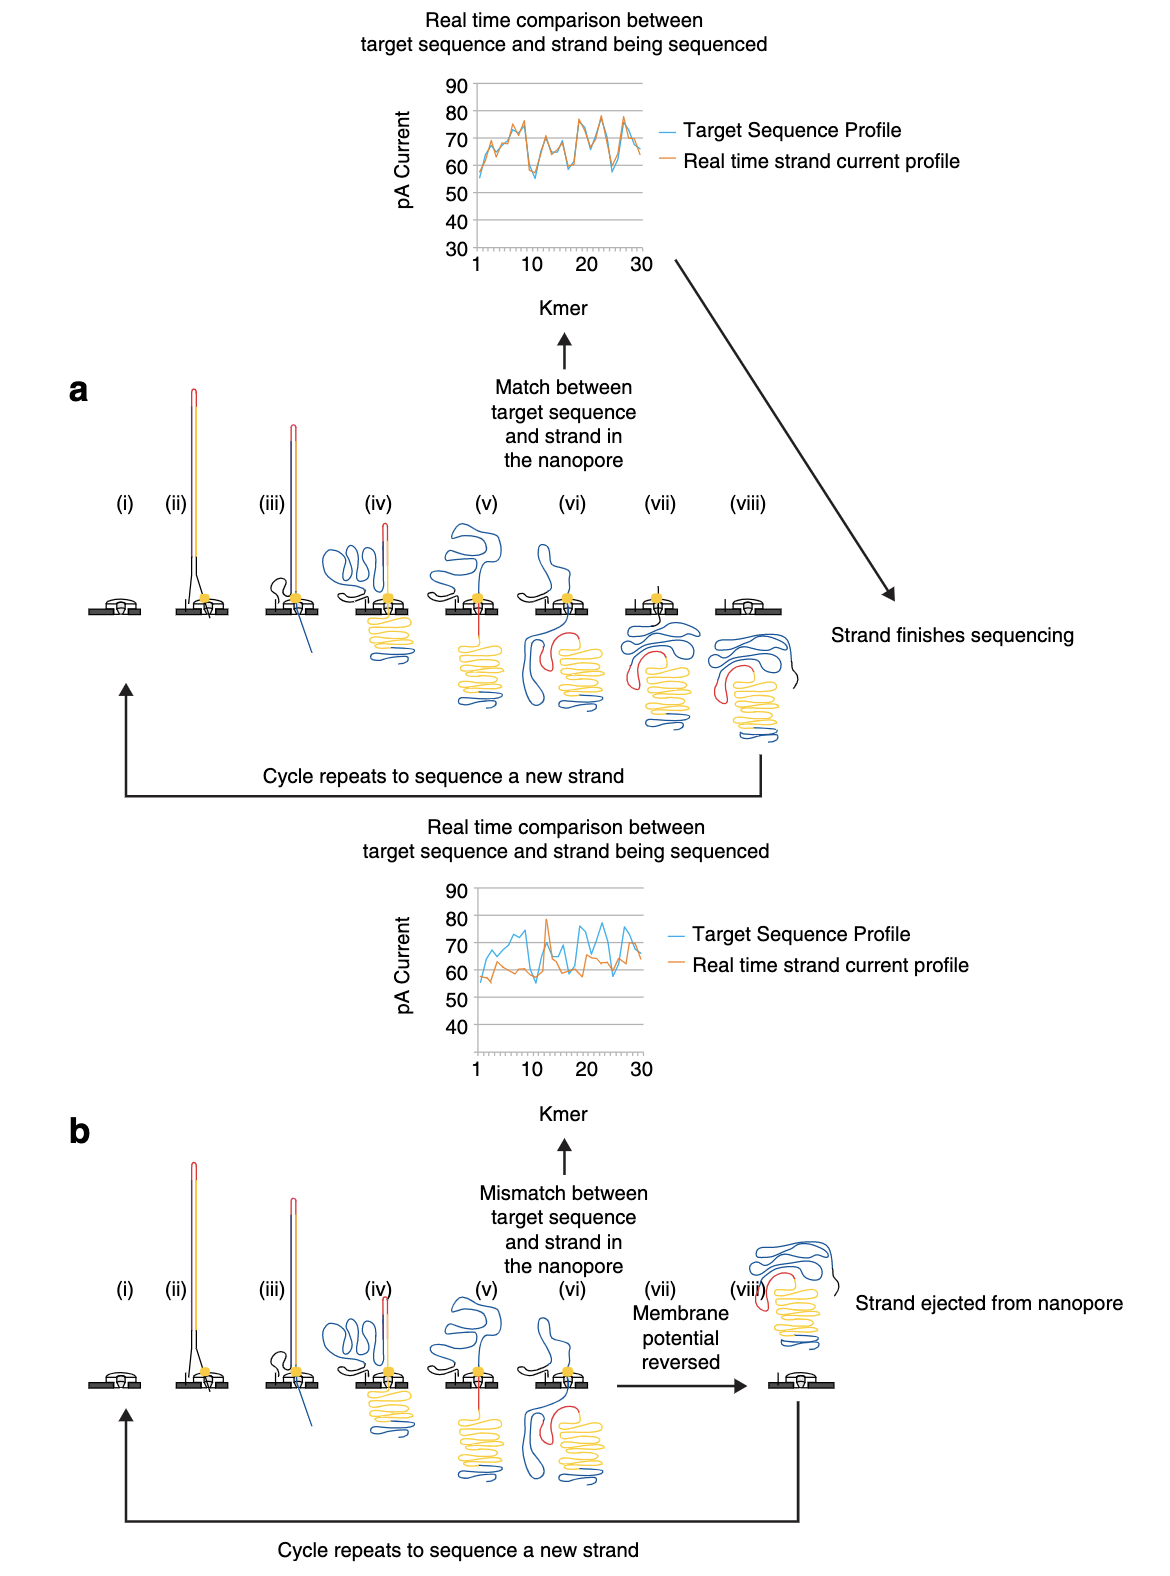 Real time comparison between
target sequence and strand being sequenced
90
80
70
60
50
40
30
pA Current
1 10 20 30
Kmer
Target Sequence Profile
Real time strand current profile
a
Match between
target sequence
and strand in
the nanopore
(i) (ii) (iii) (iv) (v) (vi) (vii) (viii)
Strand finishes sequencing
Cycle repeats to sequence a new strand
Real time comparison between
target sequence and strand being sequenced
90
80
70
60
50
40
pA Current
1 10 20 30
Kmer
Target Sequence Profile
Real time strand current profile
b
Mismatch between
target sequence
and strand in
the nanopore
(i) (ii) (iii) (iv) (v) (vi) (vii) (viii)
Membrane
potential
reversed
Strand ejected from nanopore
Cycle repeats to sequence a new strand